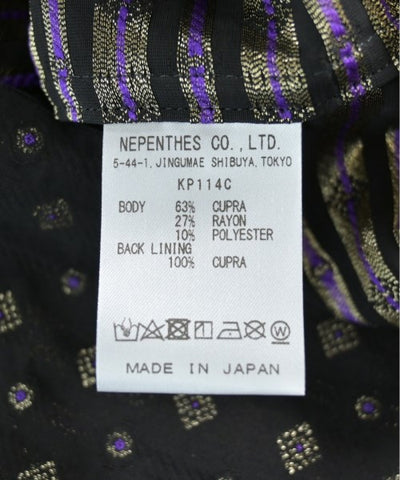 NEPENTHES CO.,LTD.
5-44-1, JINGUMAE SHIBUYA, TOKYO
KP114C
BODY 63% CUPRA
27% RAYON
10% POLYESTER
BACK LINING
100% CUPRA
MADE IN JAPAN